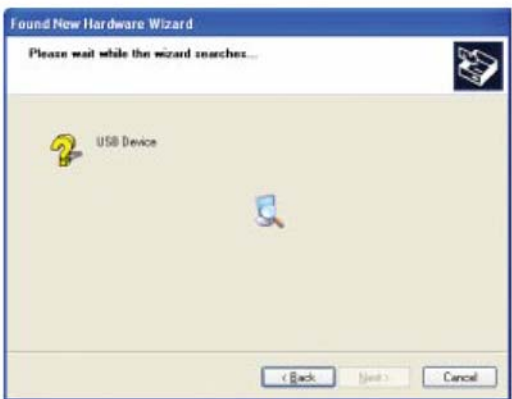 Found New Hardware Wizard
Please wait while the wizard searches...
USB Device
< Back
Next >
Cancel